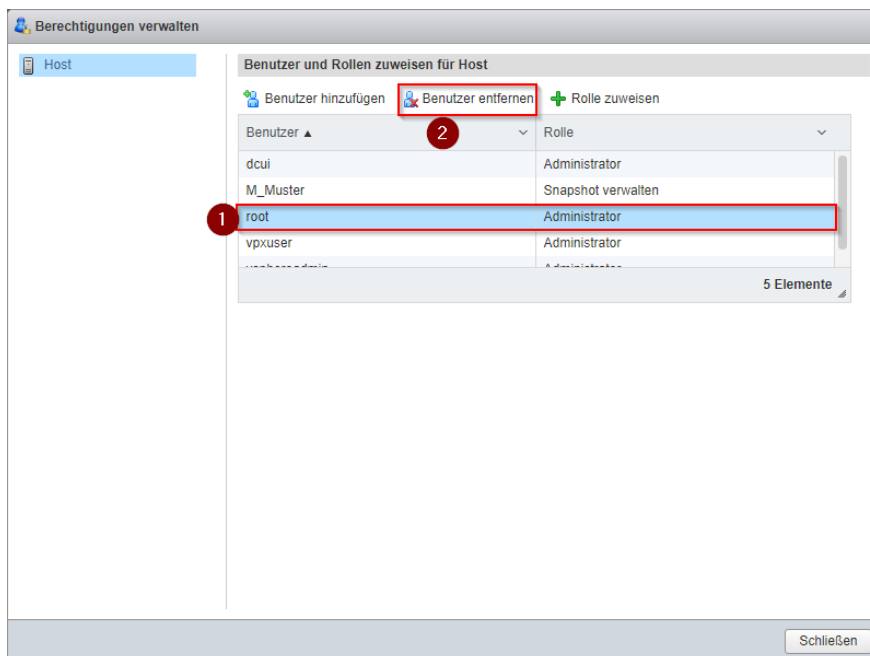 Berechtigungen verwalten
Host
Benutzer und Rollen zuweisen für Host
Benutzer hinzufügen Benutzer entfernen Rolle zuweisen
2
Benutzer Rolle
dcui Administrator
M_Muster Snapshot verwalten
1
root Administrator
vpxuser Administrator
5 Elemente
Schließen